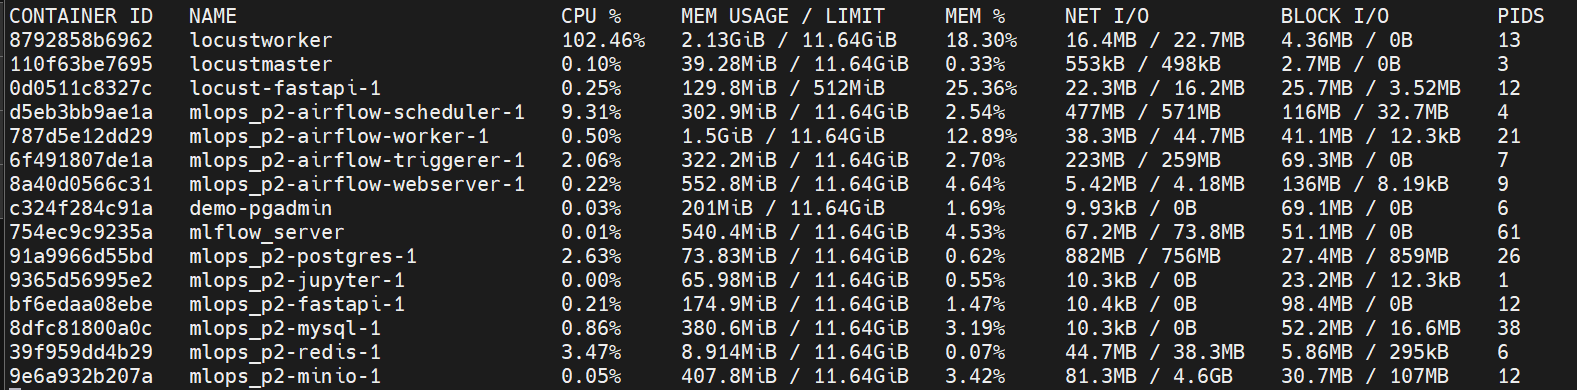 CONTAINER ID   NAME   CPU %   MEM USAGE / LIMIT   MEM %   NET I/O   BLOCK I/O   PIDS
8792858b6962   locustworker   102.46%   2.13GiB / 11.64GiB   18.30%   16.4MB / 22.7MB   4.36MB / 0B   13
110f63be7695   locustmaster   0.10%   39.28MiB / 11.64GiB   0.33%   553kB / 498kB   2.7MB / 0B   3
0d0511c8327c   locust-fastapi-1   0.25%   129.8MiB / 512MiB   25.36%   22.3MB / 16.2MB   25.7MB / 3.52MB   12
d5eb3bb9ae1a   mlops_p2-airflow-scheduler-1   9.31%   302.9MiB / 11.64GiB   2.54%   477MB / 571MB   116MB / 32.7MB   4
787d5e12dd29   mlops_p2-airflow-worker-1   0.50%   1.5GiB / 11.64GiB   12.89%   38.3MB / 44.7MB   41.1MB / 12.3kB   21
6f491807de1a   mlops_p2-airflow-triggerer-1   2.06%   322.2MiB / 11.64GiB   2.70%   223MB / 259MB   69.3MB / 0B   7
8a40d0566c31   mlops_p2-airflow-webserver-1   0.22%   552.8MiB / 11.64GiB   4.64%   5.42MB / 4.18MB   136MB / 8.19kB   9
c324f284c91a   demo-pgadmin   0.03%   201MiB / 11.64GiB   1.69%   9.93kB / 0B   69.1MB / 0B   6
754ec9c9235a   mlflow_server   0.01%   540.4MiB / 11.64GiB   4.53%   67.2MB / 73.8MB   51.1MB / 0B   61
91a9966d55bd   mlops_p2-postgres-1   2.63%   73.83MiB / 11.64GiB   0.62%   882MB / 756MB   27.4MB / 859MB   26
9365d56995e2   mlops_p2-jupyter-1   0.00%   65.98MiB / 11.64GiB   0.55%   10.3kB / 0B   23.2MB / 12.3kB   1
bf6edaa08ebe   mlops_p2-fastapi-1   0.21%   174.9MiB / 11.64GiB   1.47%   10.4kB / 0B   98.4MB / 0B   12
8dfc81800a0c   mlops_p2-mysql-1   0.86%   380.6MiB / 11.64GiB   3.19%   10.3kB / 0B   52.2MB / 16.6MB   38
39f959dd4b29   mlops_p2-redis-1   3.47%   8.914MiB / 11.64GiB   0.07%   44.7MB / 38.3MB   5.86MB / 295kB   6
9e6a932b207a   mlops_p2-minio-1   0.05%   407.8MiB / 11.64GiB   3.42%   81.3MB / 4.6GB   30.7MB / 107MB   12